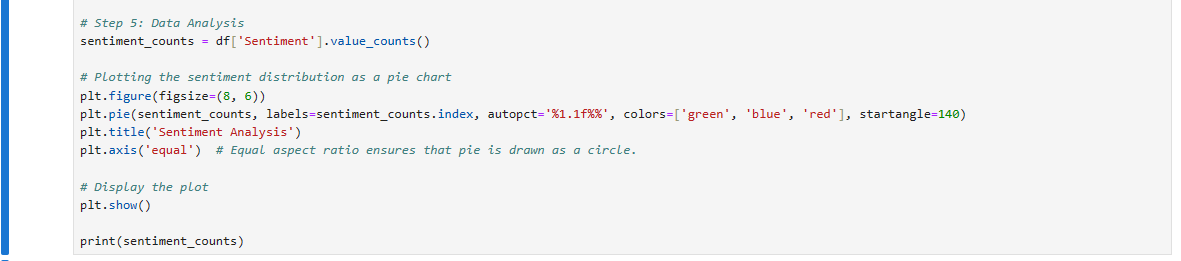 # Step 5: Data Analysis
sentiment_counts = df['Sentiment'].value_counts()
# Plotting the sentiment distribution as a pie chart
plt.figure(figsize=(8, 6))
plt.pie(sentiment_counts, labels=sentiment_counts.index, autopct='%1.1f%%', colors=['green', 'blue', 'red'], startangle=140)
plt.title('Sentiment Analysis')
plt.axis('equal')  # Equal aspect ratio ensures that pie is drawn as a circle.
# Display the plot
plt.show()
print(sentiment_counts)